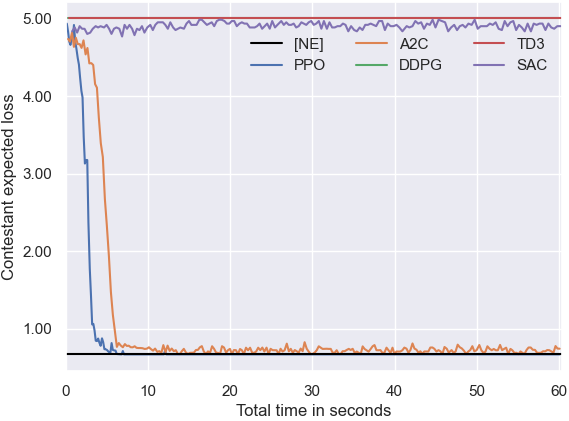 5.00
4.00
3.00
2.00
1.00
Contestant expected loss
[NE] A2C TD3
PPO DDPG SAC
0 10 20 30 40 50 60
Total time in seconds